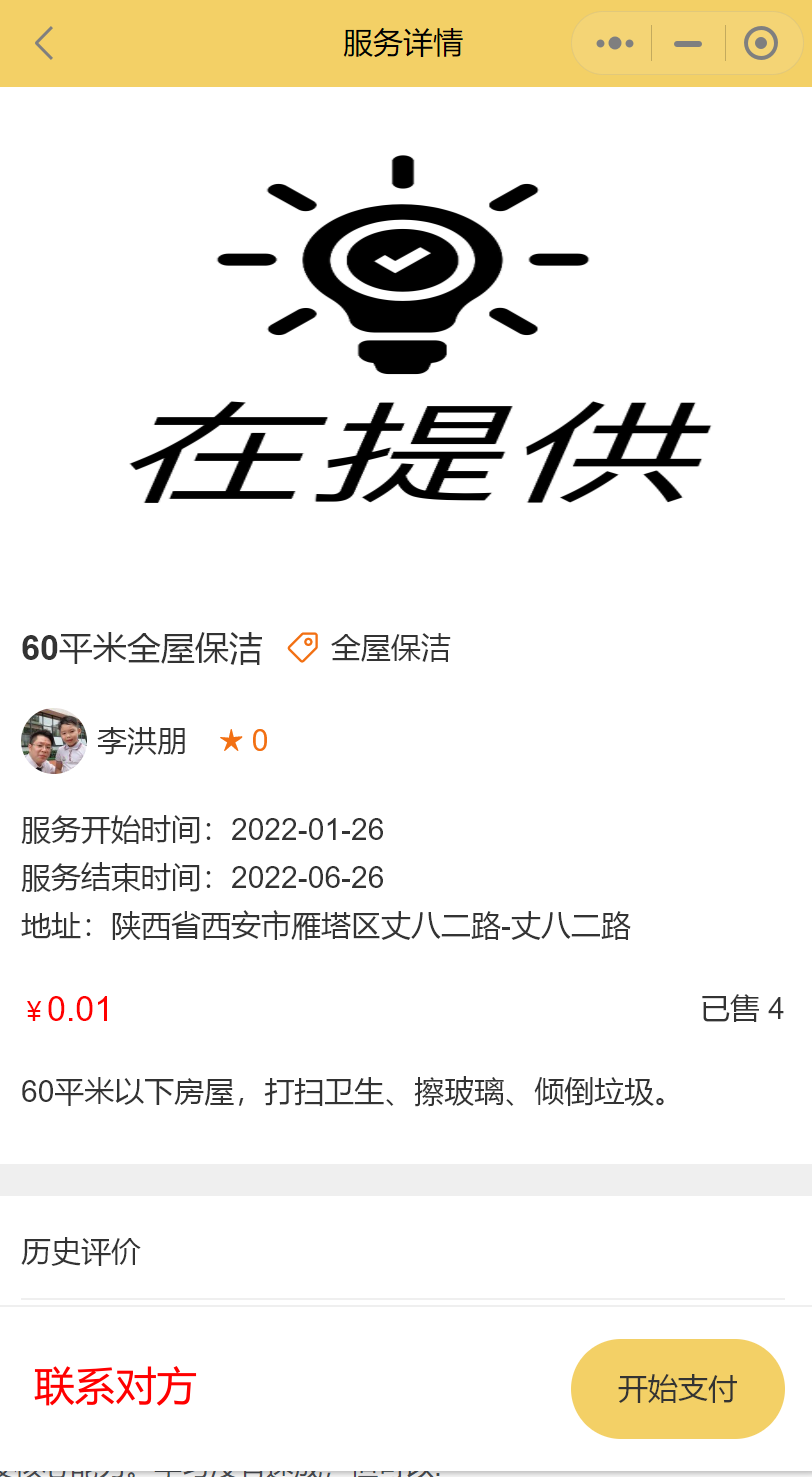 服务详情
在提供
60平米全屋保洁 全屋保洁
李洪朋 ★ 0
服务开始时间：2022-01-26
服务结束时间：2022-06-26
地址：陕西省西安市雁塔区丈八二路-丈八二路
￥0.01 已售 4
60平米以下房屋，打扫卫生、擦玻璃、倾倒垃圾。
历史评价
联系对方 开始支付